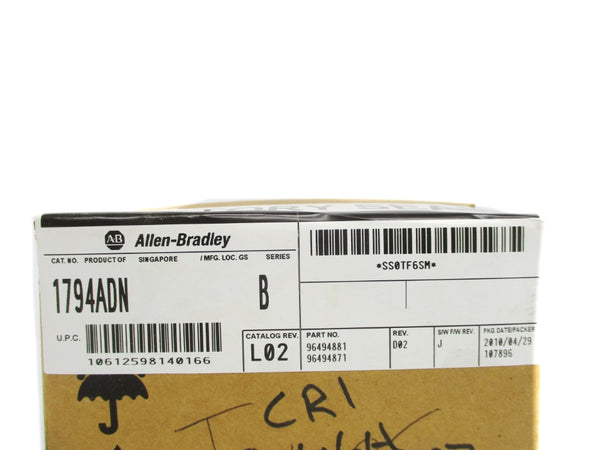 AB Allen-Bradley
CAT. NO. PRODUCT OF SINGAPORE / MFG. LOC. GS SERIES
1794ADN B
*SS0TF6SM*
U.P.C.
10612598140166
CATALOG REV. PART NO. REV. S/W F/W REV. PKG DATE/PACKER
L02 96494881 D02 J 2010/04/29
96494871 107896
CRI